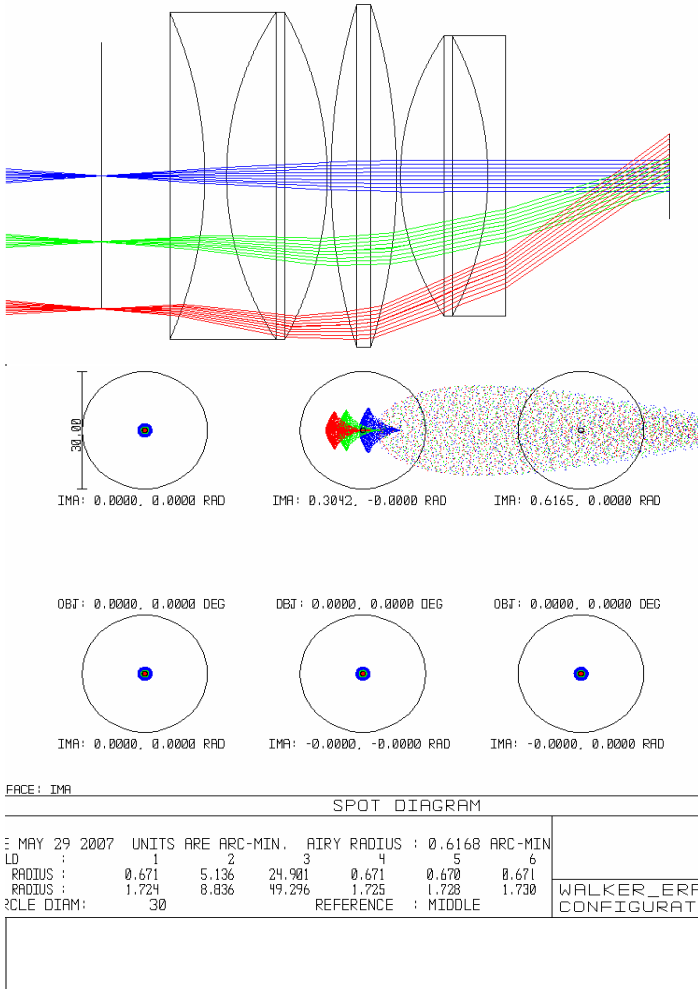 30.00
IMA: 0.0000, 0.0000 RAD
IMA: 0.3042, -0.0000 RAD
IMA: 0.6165, 0.0000 RAD
OBJ: 0.0000, 0.0000 DEG
OBJ: 0.0000, 0.0000 DEG
OBJ: 0.0000, 0.0000 DEG
IMA: 0.0000, 0.0000 RAD
IMA: -0.0000, -0.0000 RAD
IMA: -0.0000, 0.0000 RAD
FACE: IMA
SPOT DIAGRAM
E MAY 29 2007 UNITS ARE ARC-MIN. AIRY RADIUS : 0.6168 ARC-MIN
LD : 1 2 3 4 5 6
RADIUS : 0.671 5.136 24.901 0.671 0.670 0.671
RADIUS : 1.724 8.836 49.296 1.725 1.728 1.730
RCLE DIAM: 30 REFERENCE : MIDDLE
WALKER_ERF
CONFIGURAT